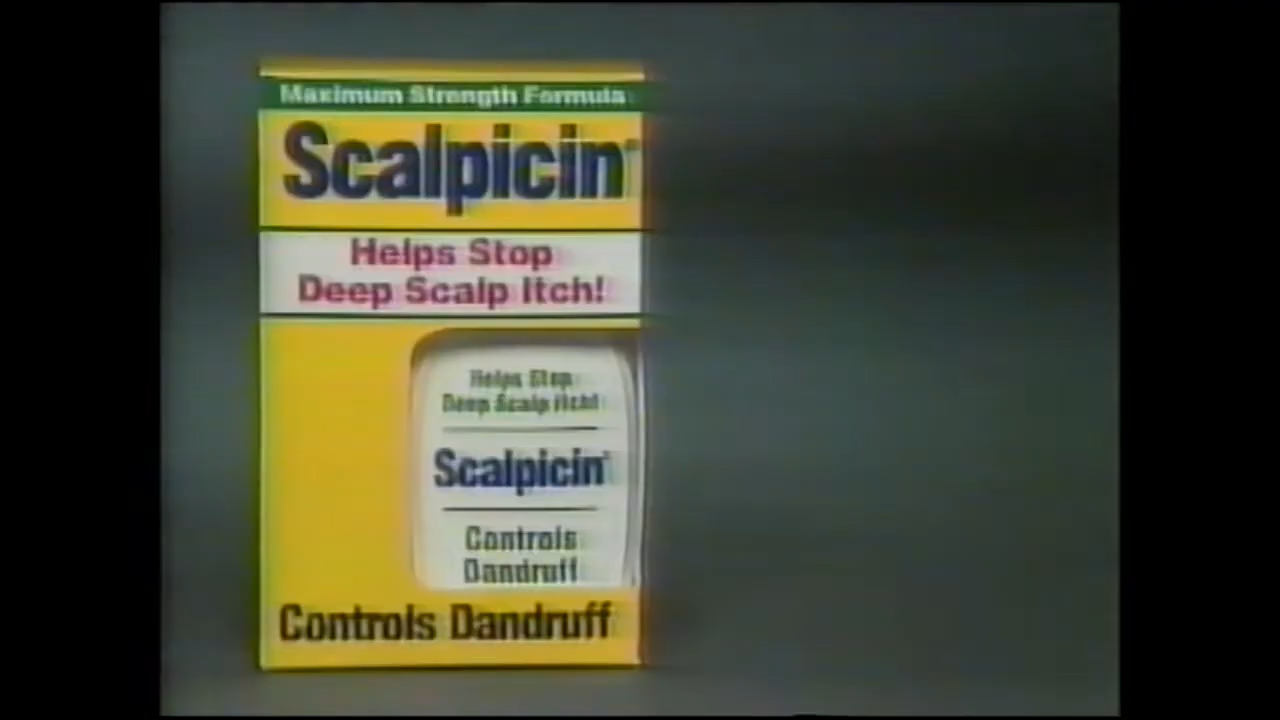 Maximum Strength Formula
Scalpicin
Helps Stop
Deep Scalp Itch!
Helps Stop
Deep Scalp Itch!
Scalpicin
Controls
Dandruff
Controls Dandruff